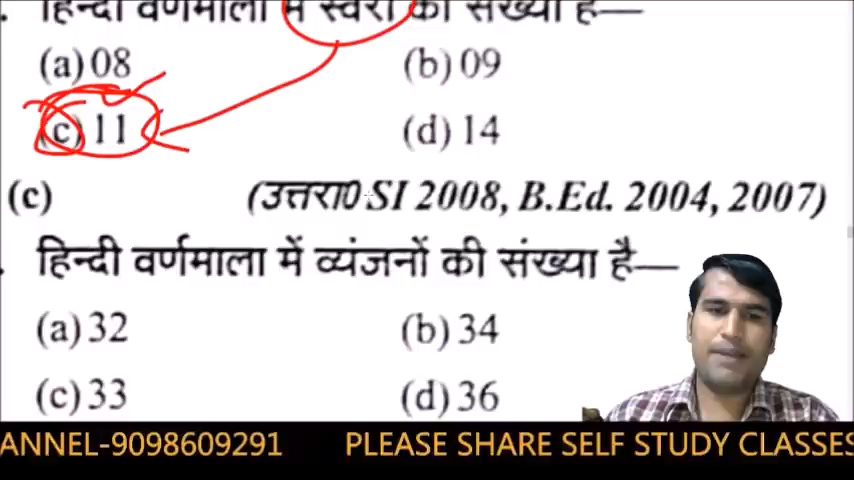 . हिन्दी वर्णमाला में स्वरों की संख्या है—
(a) 08 (b) 09
(c) 11 (d) 14
(c) (उत्तरा0 SI 2008, B.Ed. 2004, 2007)
. हिन्दी वर्णमाला में व्यंजनों की संख्या है—
(a) 32 (b) 34
(c) 33 (d) 36
ANNEL-9098609291 PLEASE SHARE SELF STUDY CLASSES